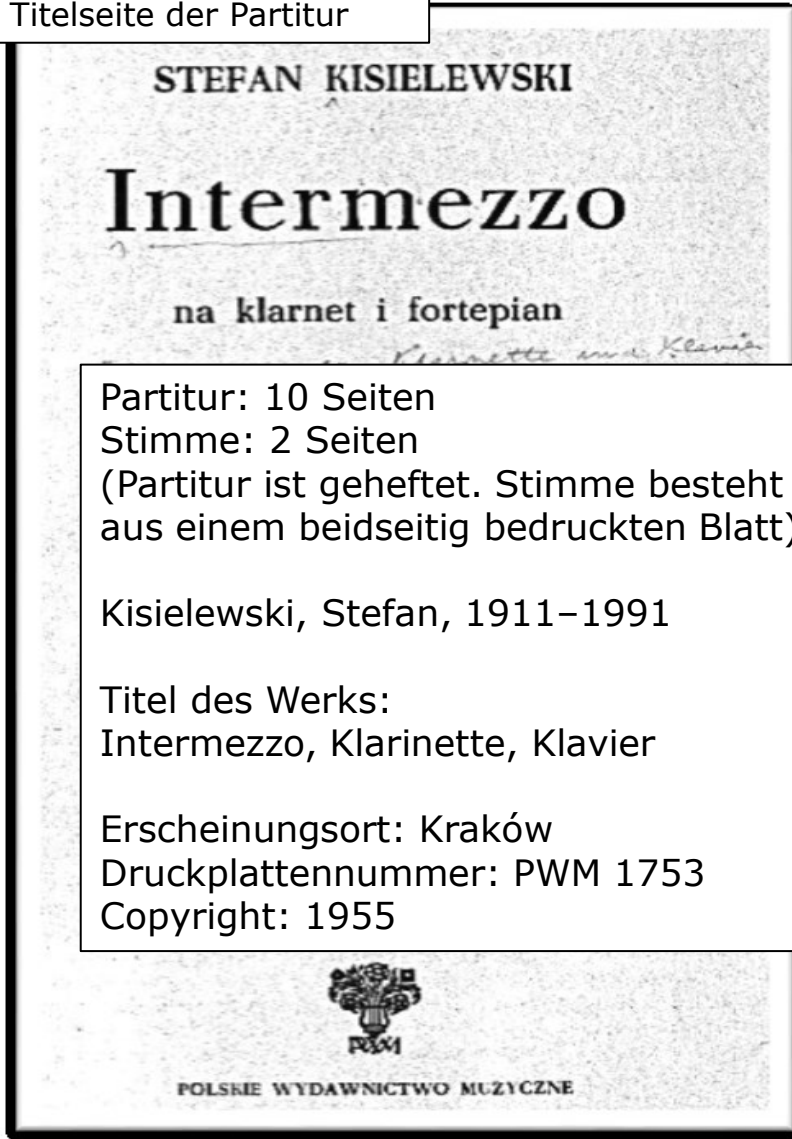 Titelseite der Partitur
STEFAN KISIELEWSKI
Intermezzo
na klarnet i fortepian
Klarinette und Klavier
Partitur: 10 Seiten
Stimme: 2 Seiten
(Partitur ist geheftet. Stimme besteht
aus einem beidseitig bedruckten Blatt)
Kisielewski, Stefan, 1911–1991
Titel des Werks:
Intermezzo, Klarinette, Klavier
Erscheinungsort: Kraków
Druckplattennummer: PWM 1753
Copyright: 1955
PWM
POLSKIE WYDAWNICTWO MUZYCZNE